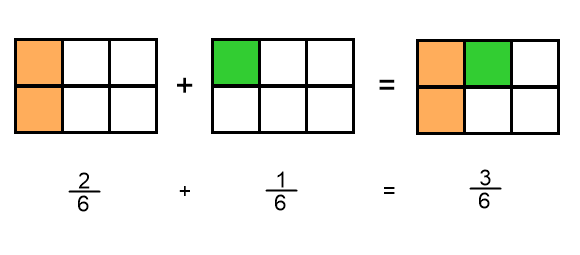 + =
2/6 + 1/6 = 3/6